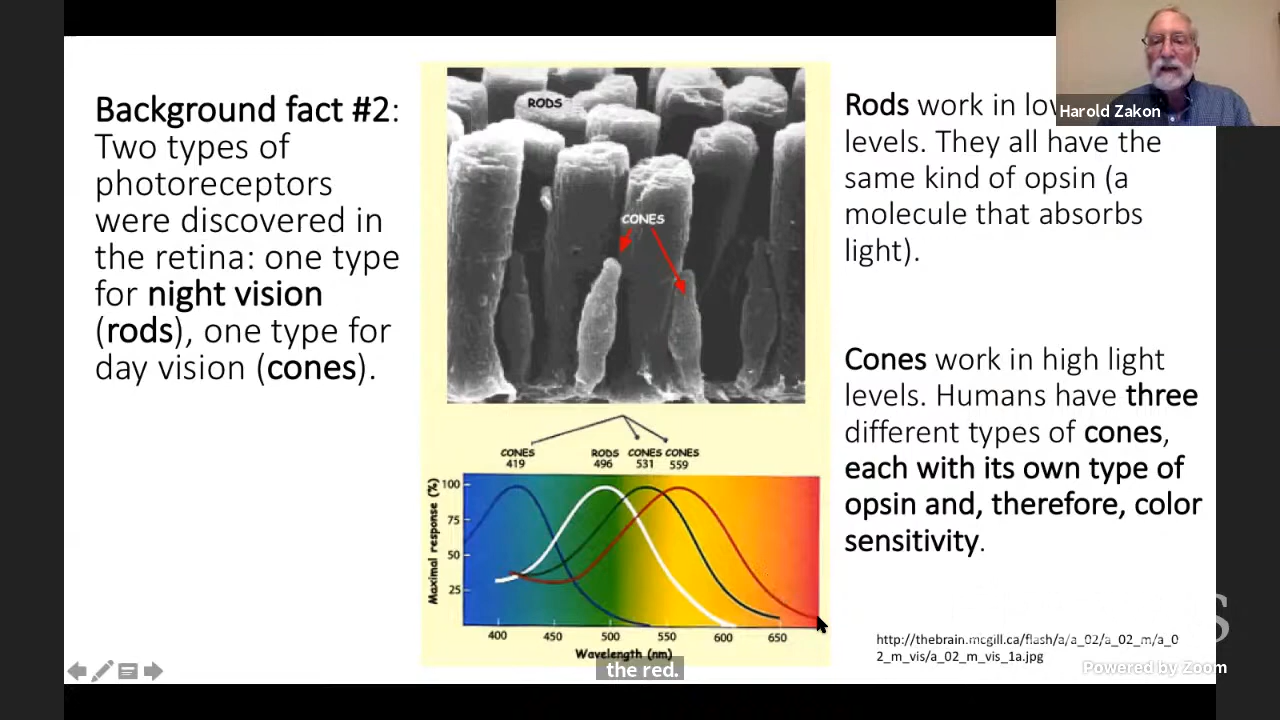 Background fact #2:
Two types of
photoreceptors
were discovered in
the retina: one type
for night vision
(rods), one type for
day vision (cones).
RODS
CONES
CONES RODS CONES CONES
419 496 531 559
Maximal response (%)
100
75
50
25
400 450 500 550 600 650
Wavelength (nm)
the red.
Harold Zakon
Rods work in
levels. They all have the
same kind of opsin (a
molecule that absorbs
light).
Cones work in high light
levels. Humans have three
different types of cones,
each with its own type of
opsin and, therefore, color
sensitivity.
http://thebrain.mcgill.ca/flash/a/a_02/a_02_m/a_0
2_m_vis/a_02_m_vis_1a.jpg
Powered by Zoom